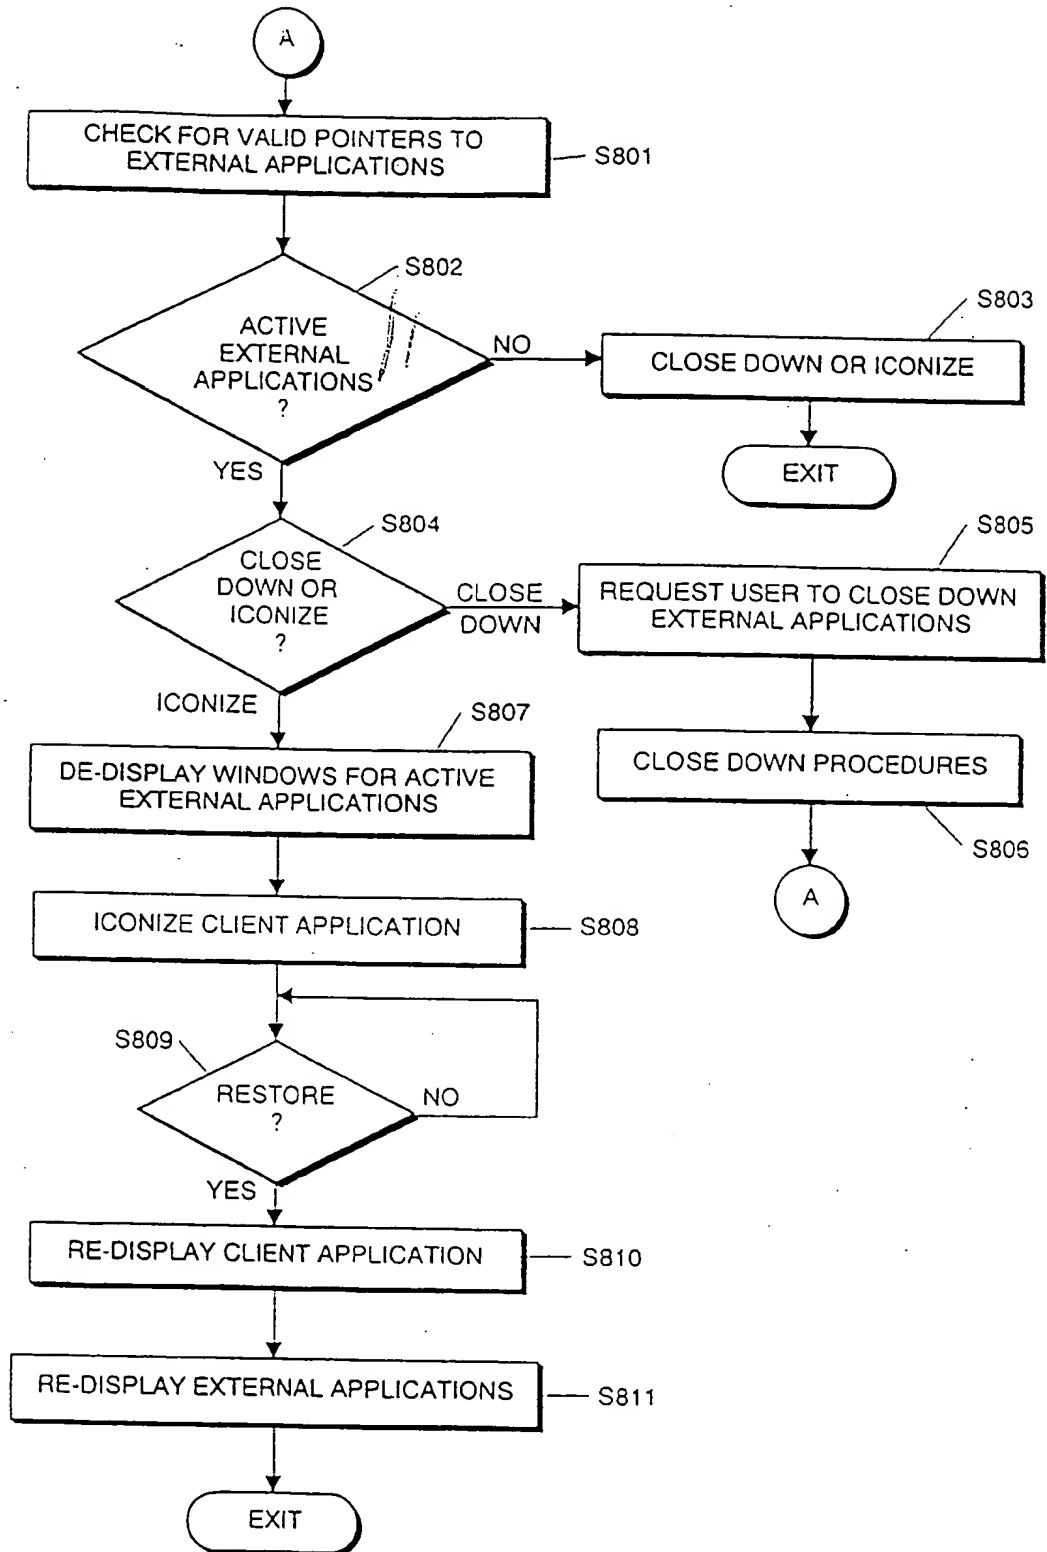 A
CHECK FOR VALID POINTERS TO
EXTERNAL APPLICATIONS
S801
S802
ACTIVE
EXTERNAL
APPLICATIONS
?
NO
S803
CLOSE DOWN OR ICONIZE
EXIT
YES
S804
CLOSE
DOWN OR
ICONIZE
?
CLOSE
DOWN
S805
REQUEST USER TO CLOSE DOWN
EXTERNAL APPLICATIONS
CLOSE DOWN PROCEDURES
S806
A
ICONIZE
S807
DE-DISPLAY WINDOWS FOR ACTIVE
EXTERNAL APPLICATIONS
ICONIZE CLIENT APPLICATION
S808
S809
RESTORE
?
NO
YES
RE-DISPLAY CLIENT APPLICATION
S810
RE-DISPLAY EXTERNAL APPLICATIONS
S811
EXIT